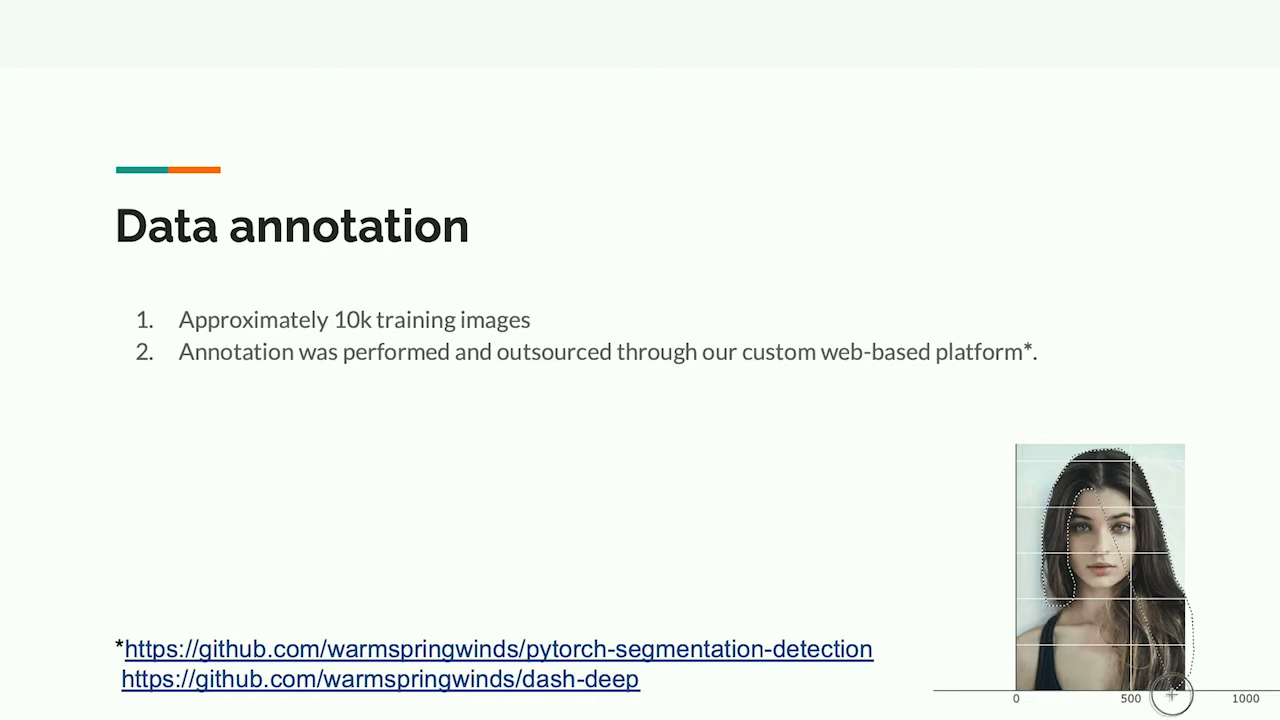 Data annotation
1. Approximately 10k training images
2. Annotation was performed and outsourced through our custom web-based platform*.
*https://github.com/warmspringwinds/pytorch-segmentation-detection
https://github.com/warmspringwinds/dash-deep
0 500 1000